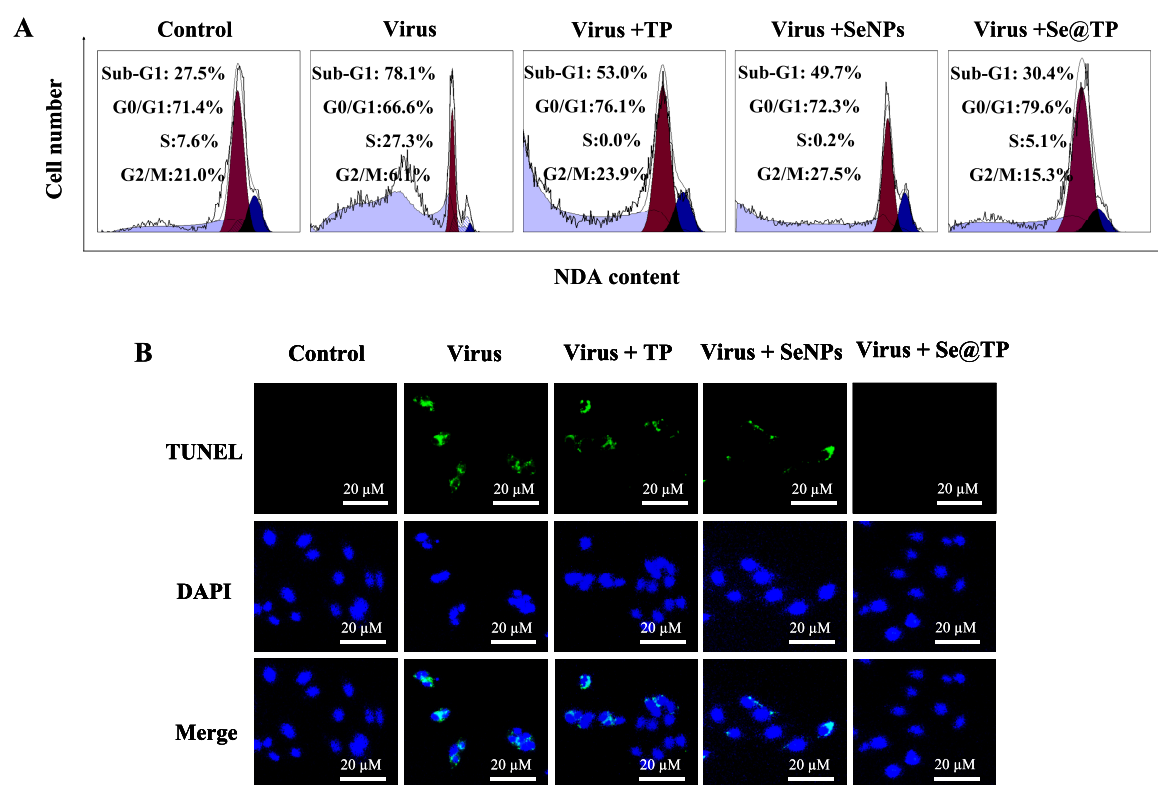 A
Control
Virus
Virus +TP
Virus +SeNPs
Virus +Se@TP
Cell number
Sub-G1: 27.5%
G0/G1:71.4%
S:7.6%
G2/M:21.0%
Sub-G1: 78.1%
G0/G1:66.6%
S:27.3%
G2/M:6.1%
Sub-G1: 53.0%
G0/G1:76.1%
S:0.0%
G2/M:23.9%
Sub-G1: 49.7%
G0/G1:72.3%
S:0.2%
G2/M:27.5%
Sub-G1: 30.4%
G0/G1:79.6%
S:5.1%
G2/M:15.3%
NDA content
B
Control
Virus
Virus + TP
Virus + SeNPs
Virus + Se@TP
TUNEL
20 µM
20 µM
20 µM
20 µM
20 µM
DAPI
20 µM
20 µM
20 µM
20 µM
20 µM
Merge
20 µM
20 µM
20 µM
20 µM
20 µM